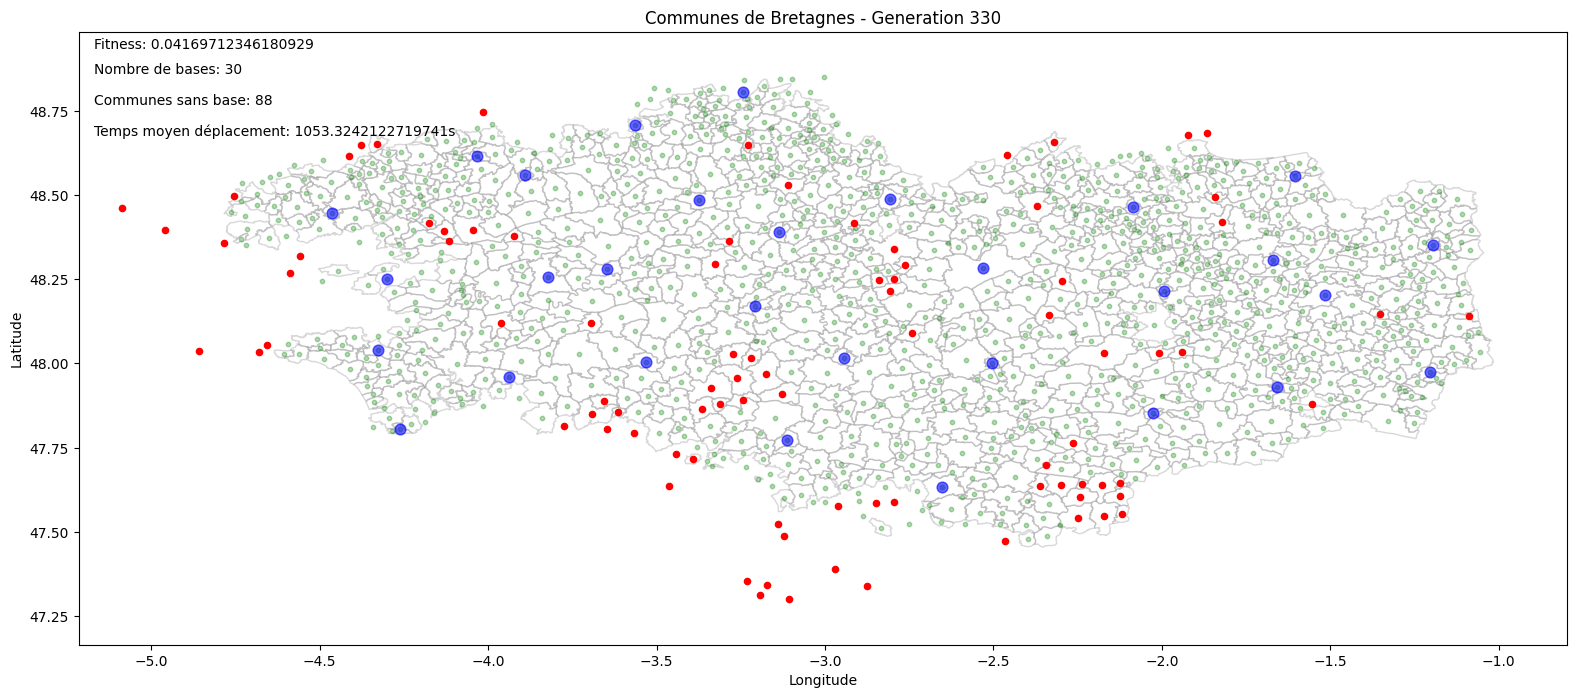 Communes de Bretagnes - Generation 330
Fitness: 0.04169712346180929
Nombre de bases: 30
Communes sans base: 88
Temps moyen déplacement: 1053.3242122719741s
Latitude
48.75
48.50
48.25
48.00
47.75
47.50
47.25
−5.0 −4.5 −4.0 −3.5 −3.0 −2.5 −2.0 −1.5 −1.0
Longitude